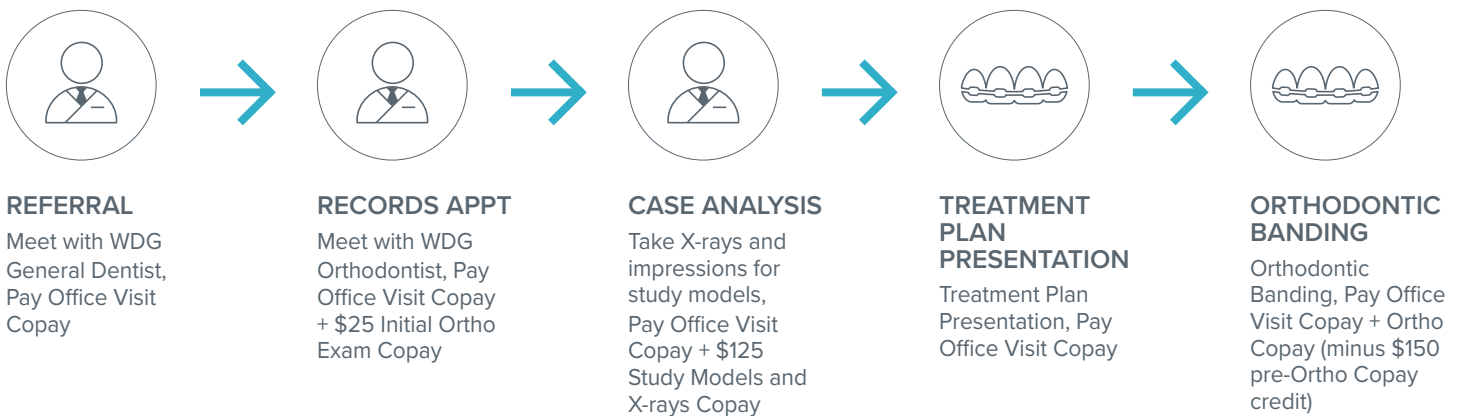 REFERRAL
Meet with WDG
General Dentist,
Pay Office Visit
Copay
RECORDS APPT
Meet with WDG
Orthodontist, Pay
Office Visit Copay
+ $25 Initial Ortho
Exam Copay
CASE ANALYSIS
Take X-rays and
impressions for
study models,
Pay Office Visit
Copay + $125
Study Models and
X-rays Copay
TREATMENT
PLAN
PRESENTATION
Treatment Plan
Presentation, Pay
Office Visit Copay
ORTHODONTIC
BANDING
Orthodontic
Banding, Pay Office
Visit Copay + Ortho
Copay (minus $150
pre-Ortho Copay
credit)